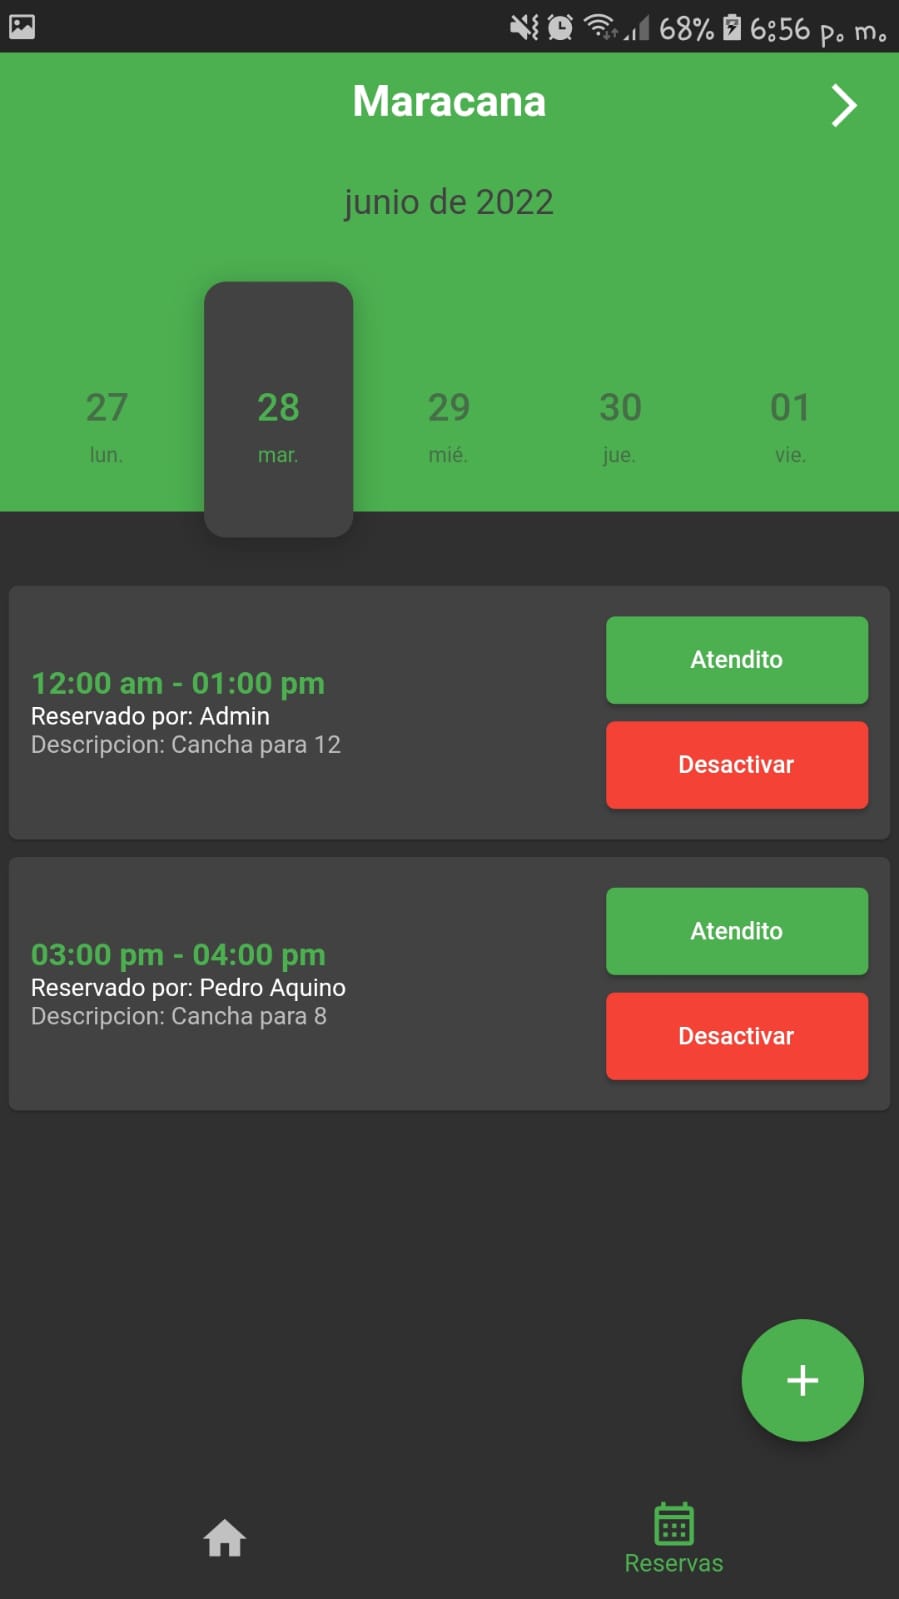 68% 6:56 p. m.
Maracana
junio de 2022
27 28 29 30 01
lun. mar. mié. jue. vie.
12:00 am - 01:00 pm
Reservado por: Admin
Descripcion: Cancha para 12
Atendito
Desactivar
03:00 pm - 04:00 pm
Reservado por: Pedro Aquino
Descripcion: Cancha para 8
Atendito
Desactivar
+
Reservas